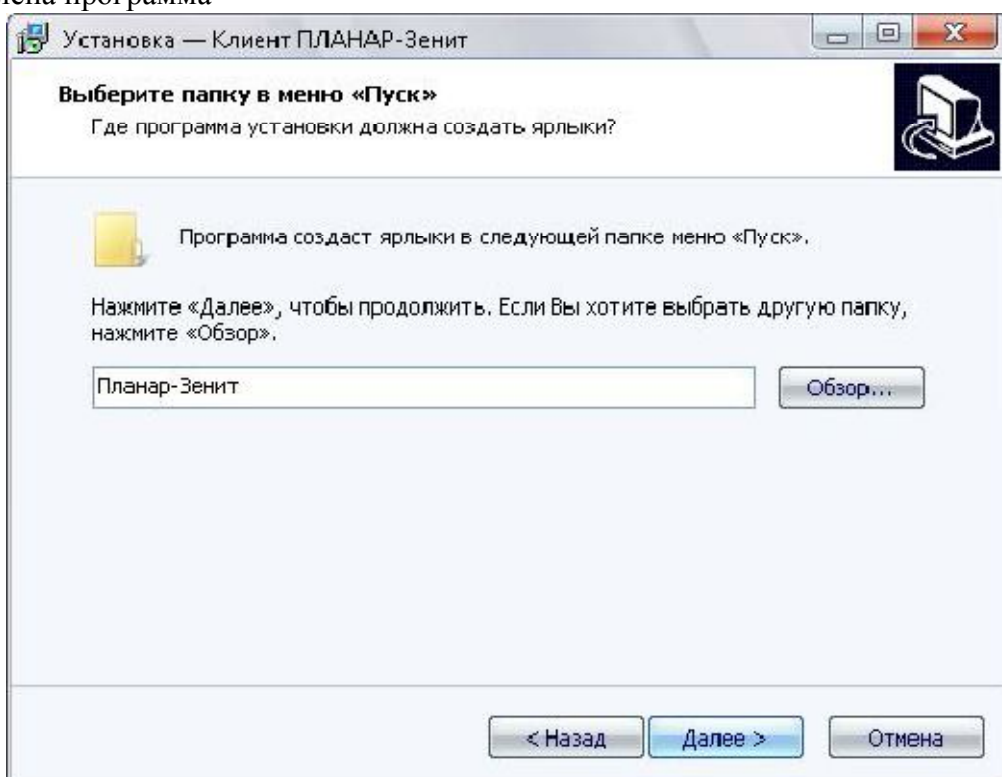 программа
Установка — Клиент ПЛАНАР-Зенит
Выберите папку в меню «Пуск»
Где программа установки должна создать ярлыки?
Программа создаст ярлыки в следующей папке меню «Пуск».
Нажмите «Далее», чтобы продолжить. Если Вы хотите выбрать другую папку,
нажмите «Обзор».
Планар-Зенит
Обзор...
< Назад
Далее >
Отмена